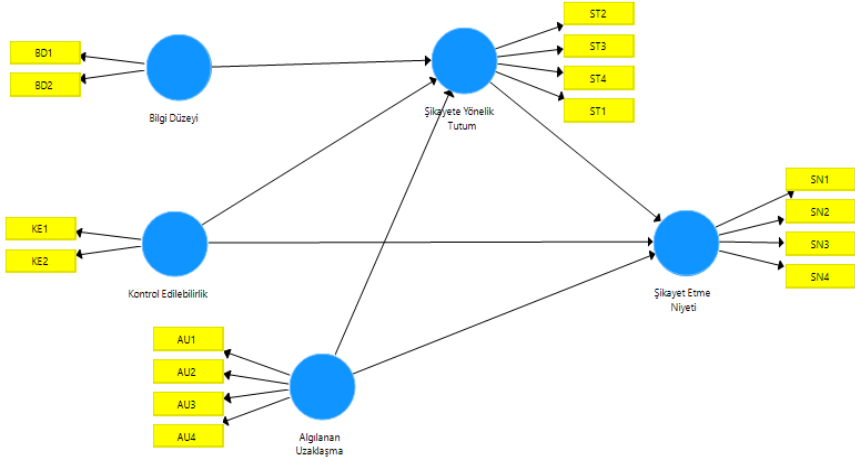 BD1
BD2
Bilgi Düzeyi
ST2
ST3
ST4
ST1
Şikayete Yönelik
Tutum
KE1
KE2
Kontrol Edilebilirlik
SN1
SN2
SN3
SN4
Şikayet Etme
Niyeti
AU1
AU2
AU3
AU4
Algılanan
Uzaklaşma